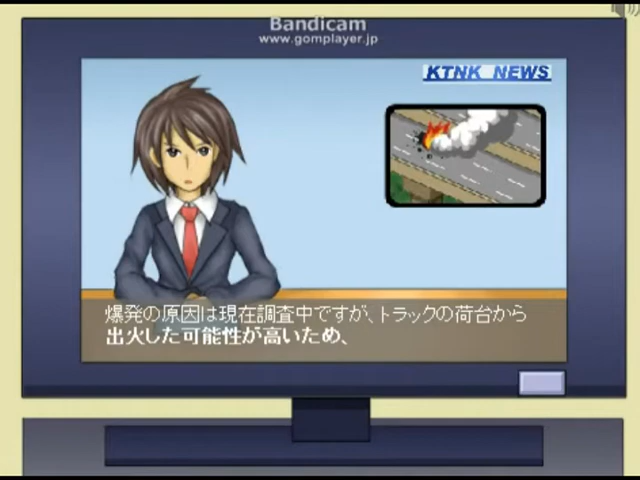 Bandicam
www.gomplayer.jp
KTNK NEWS
爆発の原因は現在調査中ですが、トラックの荷台から
出火した可能性が高いため、